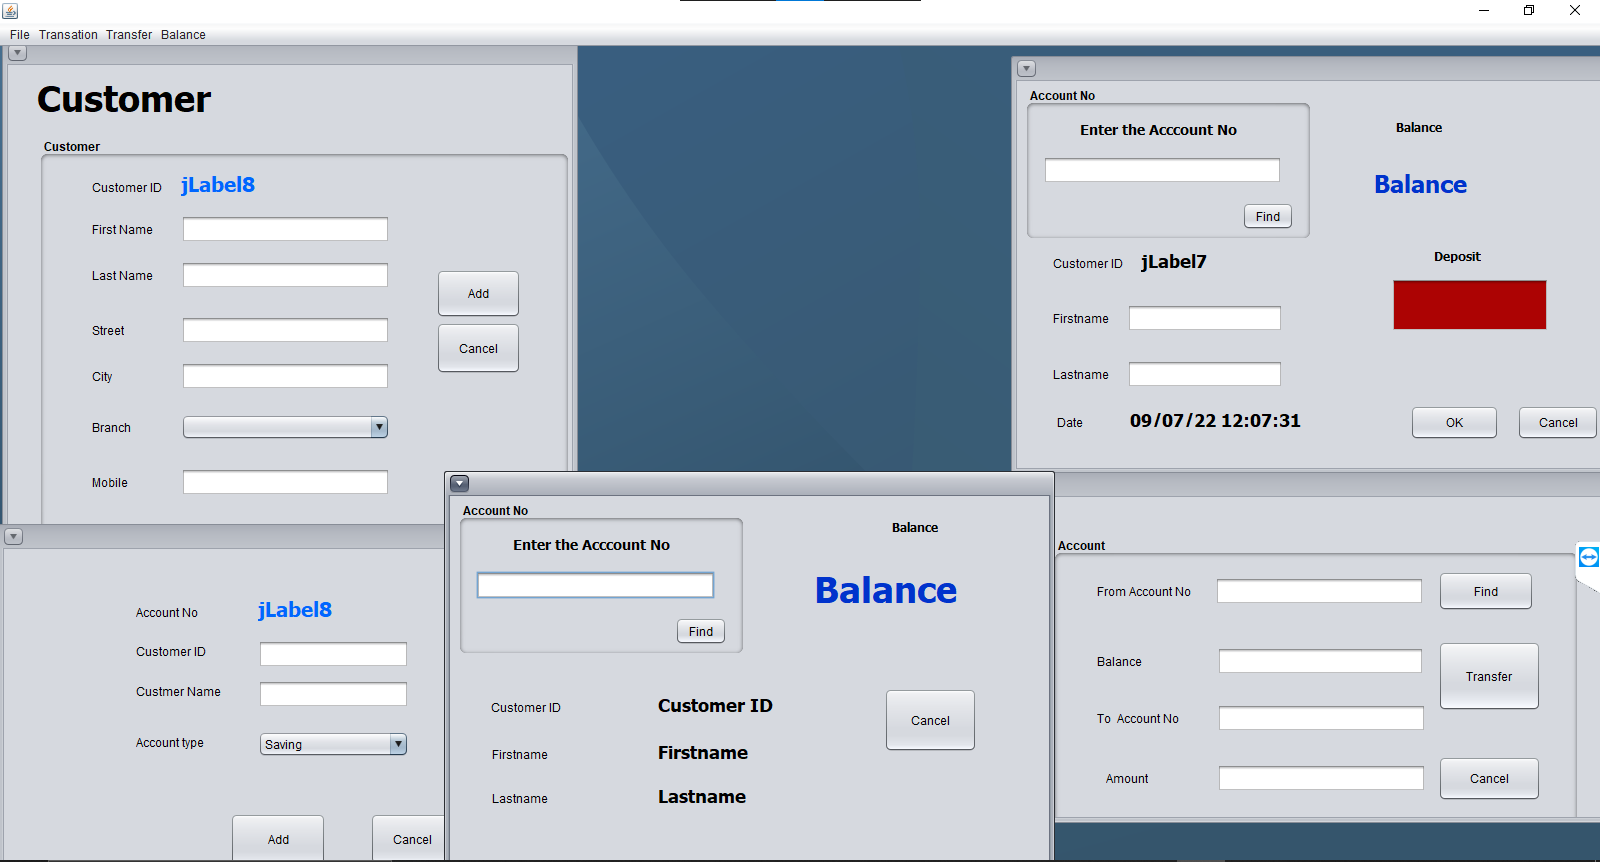 File Transation Transfer Balance
Customer
Customer
Customer ID jLabel8
First Name
Last Name
Street
City
Branch
Mobile
Add
Cancel
Account No
Enter the Acccount No
Find
Balance
Balance
Customer ID jLabel7
Deposit
Firstname
Lastname
Date 09/07/22 12:07:31
OK Cancel
Account No jLabel8
Customer ID
Custmer Name
Account type Saving
Add Cancel
Account No
Enter the Acccount No
Find
Balance
Balance
Customer ID Customer ID
Firstname Firstname
Lastname Lastname
Cancel
Account
From Account No Find
Balance
Transfer
To Account No
Amount Cancel